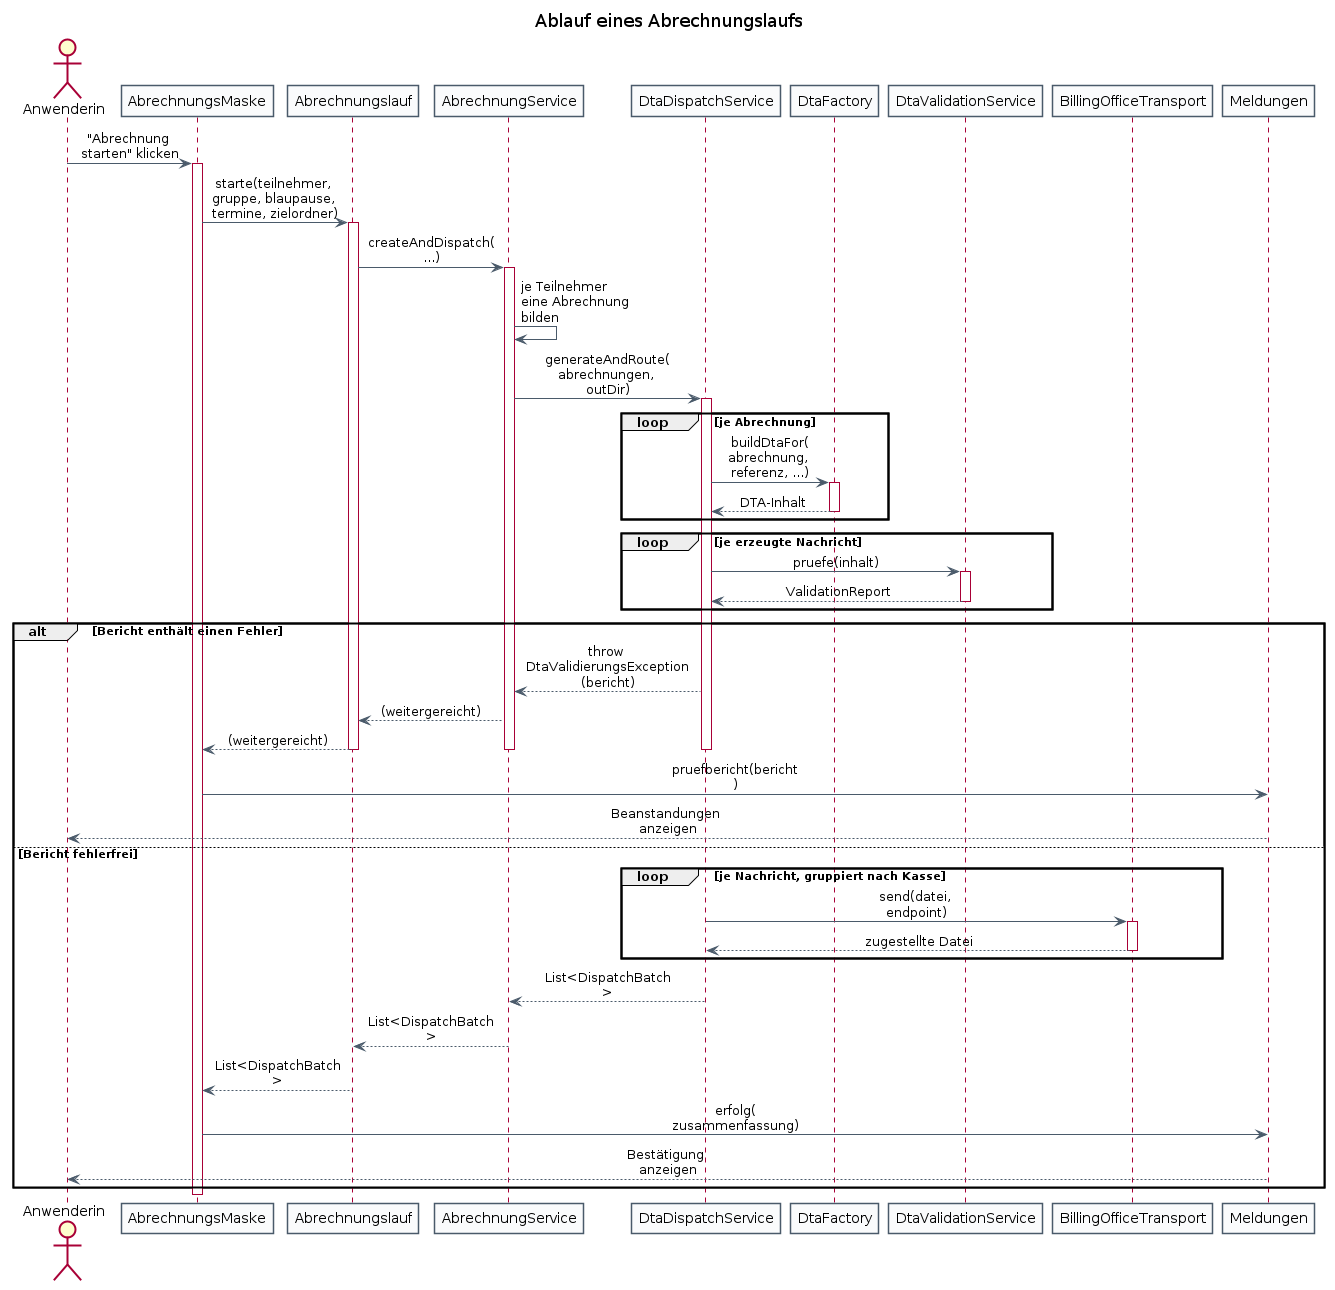 Ablauf eines Abrechnungslaufs
Anwenderin
AbrechnungsMaske
Abrechnungslauf
AbrechnungService
DtaDispatchService
DtaFactory
DtaValidationService
BillingOfficeTransport
Meldungen
"Abrechnung
starten" klicken
starte(teilnehmer,
gruppe, blaupause,
termine, zielordner)
createAndDispatch(
...)
je Teilnehmer
eine Abrechnung
bilden
generateAndRoute(
abrechnungen,
outDir)
loop [je Abrechnung]
buildDtaFor(
abrechnung,
referenz, ...)
DTA-Inhalt
loop [je erzeugte Nachricht]
pruefe(inhalt)
ValidationReport
alt [Bericht enthält einen Fehler]
throw
DtaValidierungsException
(bericht)
(weitergereicht)
(weitergereicht)
pruefbericht(bericht
)
Beanstandungen
anzeigen
[Bericht fehlerfrei]
loop [je Nachricht, gruppiert nach Kasse]
send(datei,
endpoint)
zugestellte Datei
List<DispatchBatch
>
List<DispatchBatch
>
List<DispatchBatch
>
erfolg(
zusammenfassung)
Bestätigung
anzeigen
Anwenderin
AbrechnungsMaske
Abrechnungslauf
AbrechnungService
DtaDispatchService
DtaFactory
DtaValidationService
BillingOfficeTransport
Meldungen